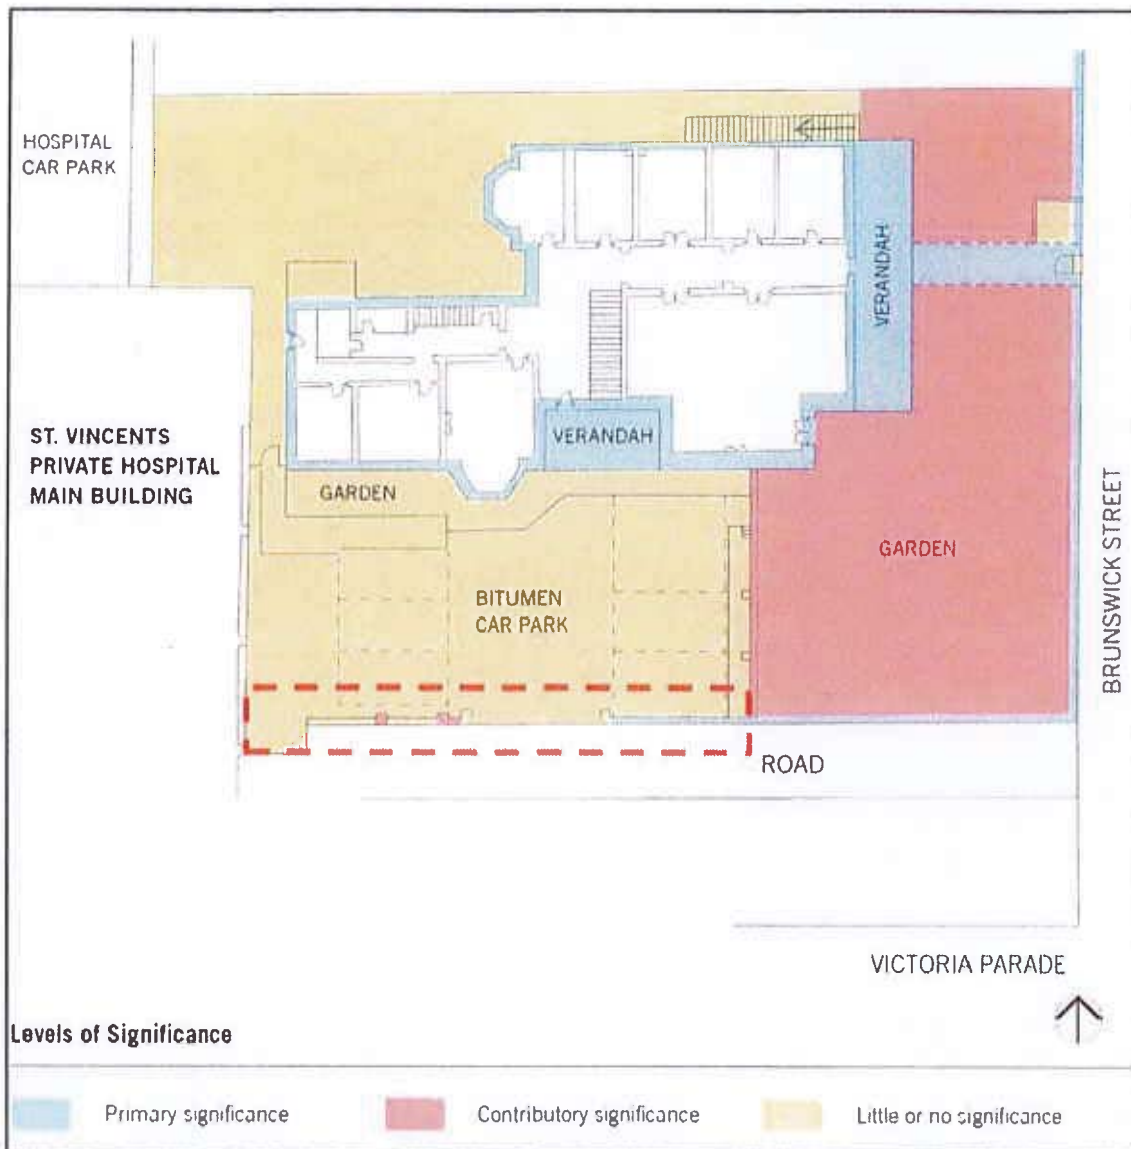 HOSPITAL
CAR PARK
VERANDAH
ST. VINCENTS
PRIVATE HOSPITAL
MAIN BUILDING
VERANDAH
GARDEN
GARDEN
BITUMEN
CAR PARK
BRUNSWICK STREET
ROAD
VICTORIA PARADE
Levels of Significance
Primary significance
Contributory significance
Little or no significance